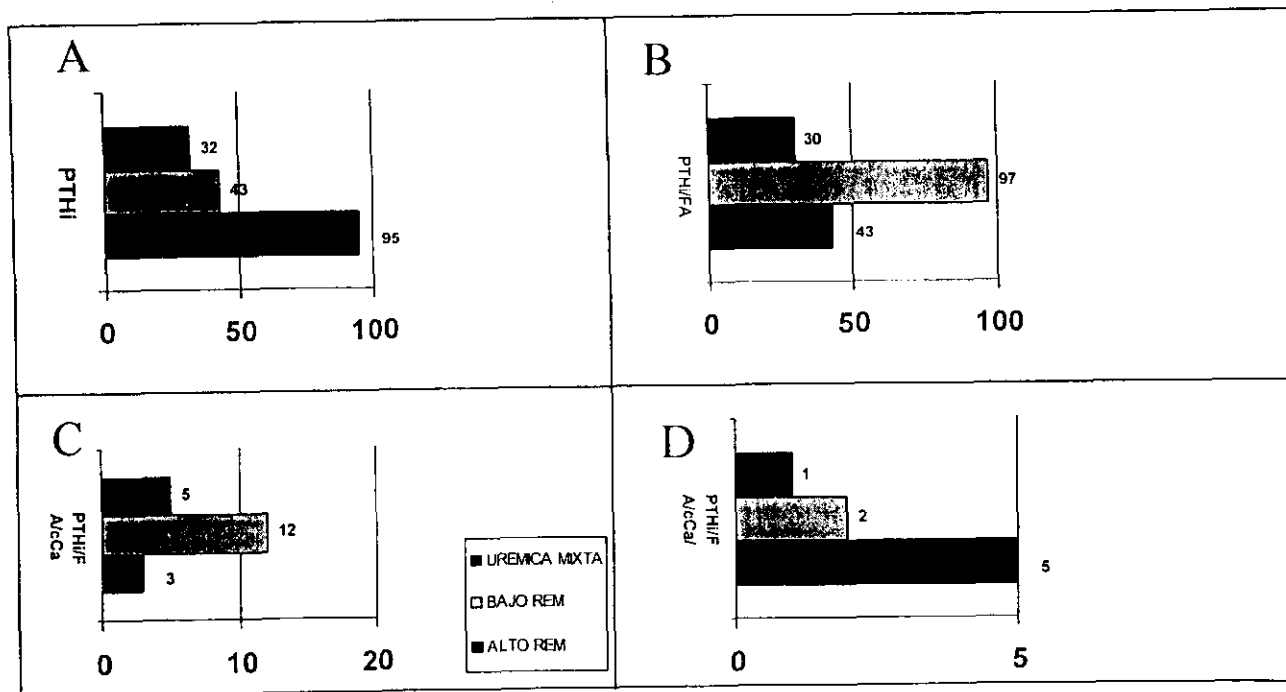 A
PTHi
32
43
95
0 50 100
B
PTHi/FA
30
97
43
0 50 100
C
PTHi/F
A/cCa
5
12
3
0 10 20
UREMICA MIXTA
BAJO REM
ALTO REM
D
PTHi/F
A/cCa/
1
2
5
0 5